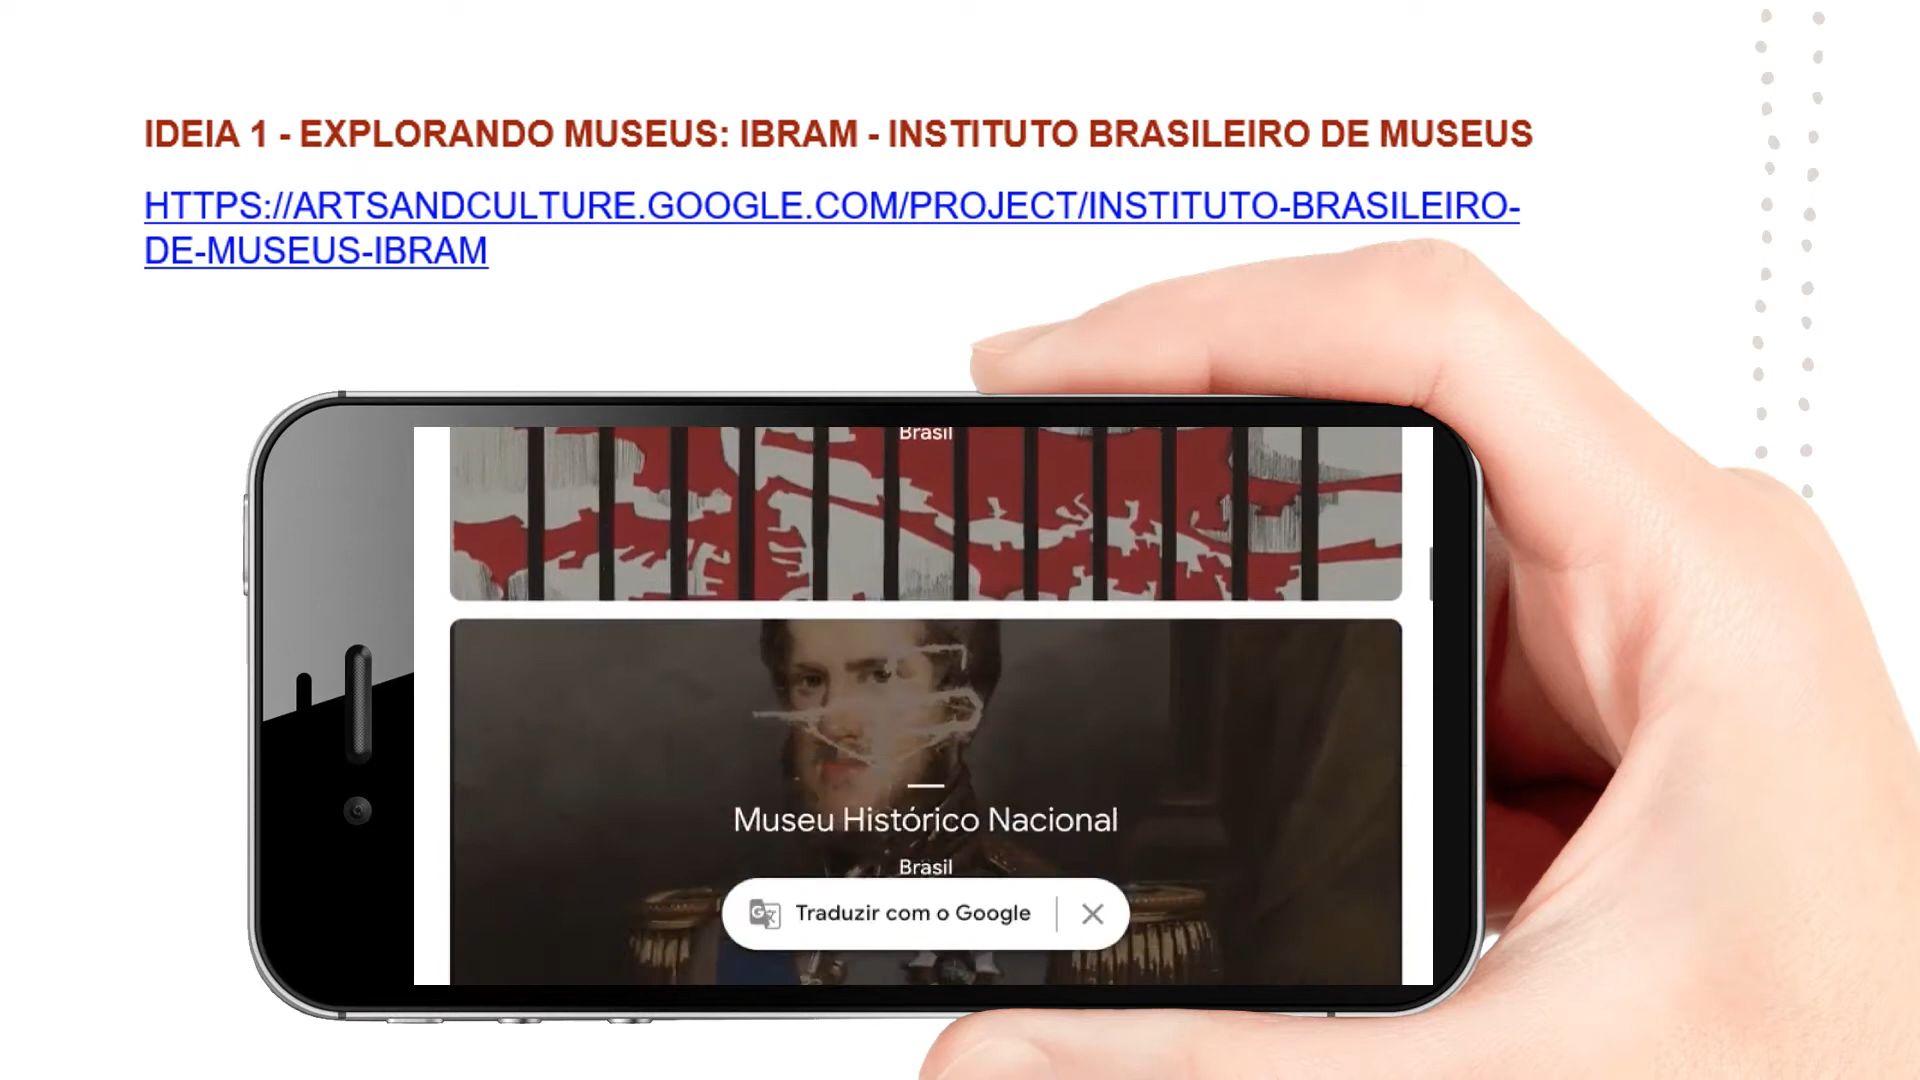 IDEIA 1 - EXPLORANDO MUSEUS: IBRAM - INSTITUTO BRASILEIRO DE MUSEUS
HTTPS://ARTSANDCULTURE.GOOGLE.COM/PROJECT/INSTITUTO-BRASILEIRO-
DE-MUSEUS-IBRAM
Brasil
Museu Histórico Nacional
Brasil
Traduzir com o Google